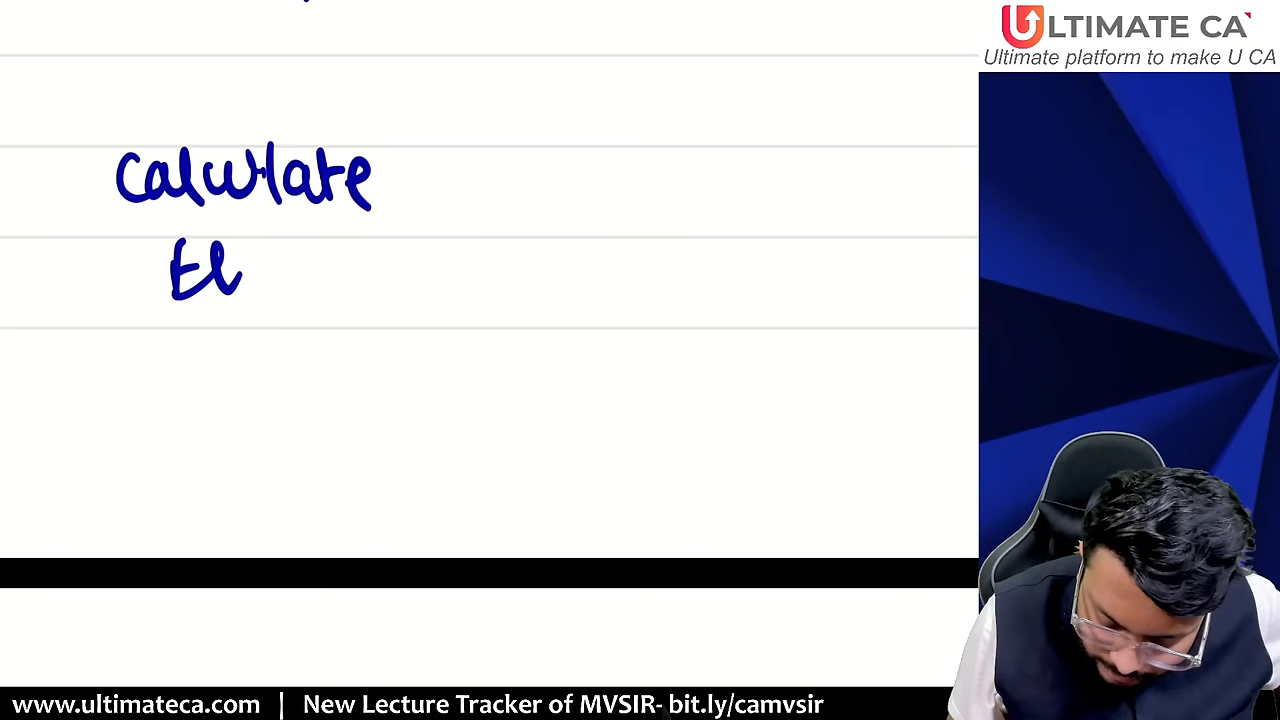 ULTIMATE CA
Ultimate platform to make U CA
Calculate
El
www.ultimateca.com | New Lecture Tracker of MVSIR- bit.ly/camvsir